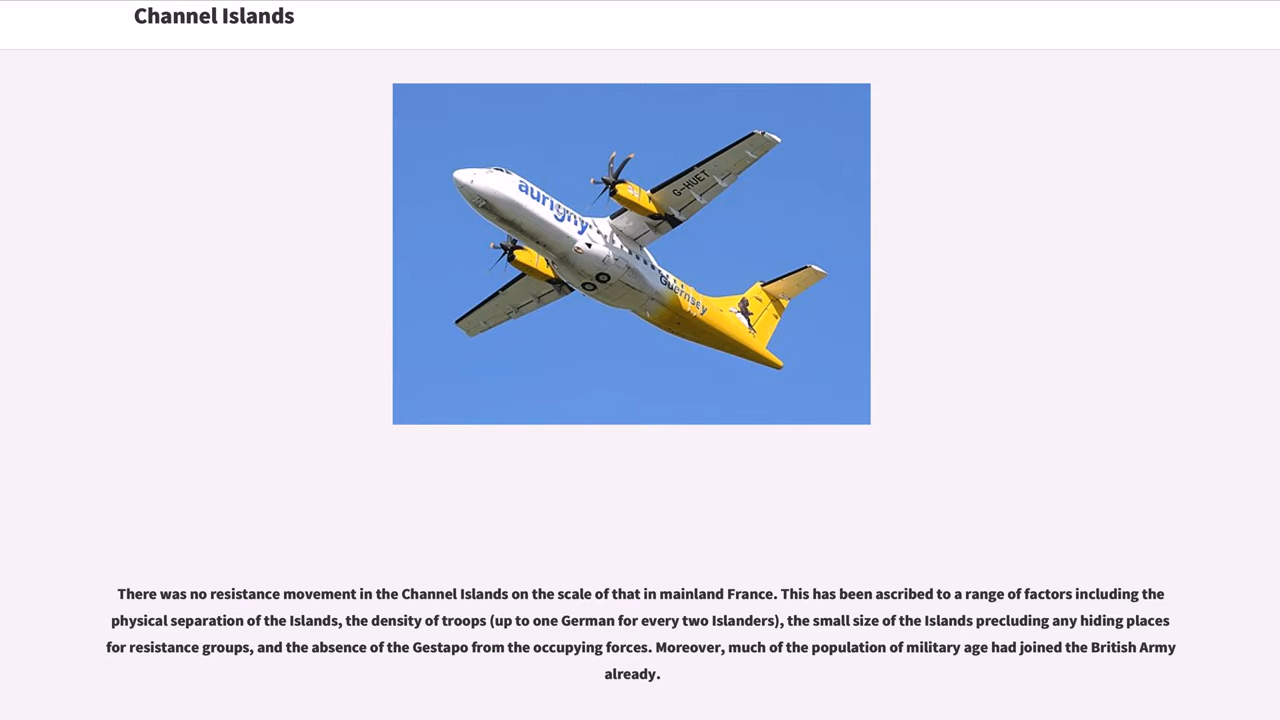 Channel Islands
aurigny
G-HUET
Guernsey
There was no resistance movement in the Channel Islands on the scale of that in mainland France. This has been ascribed to a range of factors including the
physical separation of the Islands, the density of troops (up to one German for every two Islanders), the small size of the Islands precluding any hiding places
for resistance groups, and the absence of the Gestapo from the occupying forces. Moreover, much of the population of military age had joined the British Army
already.